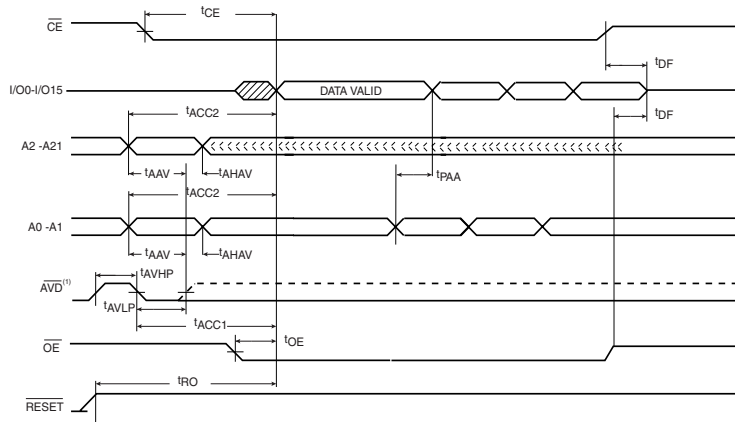 tCE
CE
tDF
I/O0-I/O15
DATA VALID
tACC2
tDF
A2 -A21
tAAV
tAHAV
tPAA
tACC2
A0 -A1
tAAV
tAHAV
tAVHP
AVD(1)
tAVLP
tACC1
tOE
OE
tRO
RESET